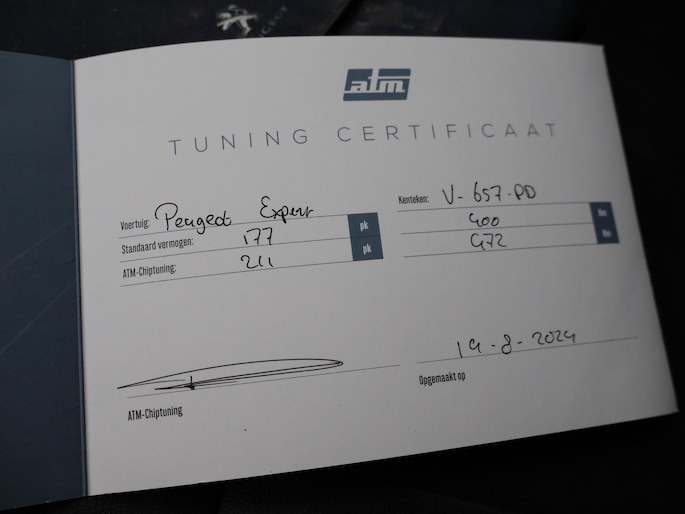 PEUGEOT
atm
TUNING CERTIFICAAT
Voertuig: Peugeot Expert
Kenteken: V-657-PD
Standaard vermogen: 177 pk
400 Nm
ATM-Chiptuning: 211 pk
472 Nm
ATM-Chiptuning
19-8-2024
Opgemaakt op